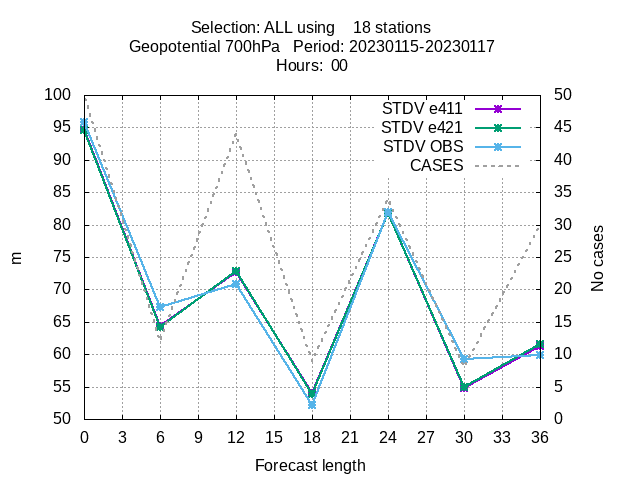 Selection: ALL using    18 stations
Geopotential 700hPa   Period: 20230115-20230117
Hours:  00
STDV e411
STDV e421
STDV OBS
CASES
100
95
90
85
80
75
70
65
60
55
50
m
50
45
40
35
30
25
20
15
10
5
0
No cases
0 3 6 9 12 15 18 21 24 27 30 33 36
Forecast length